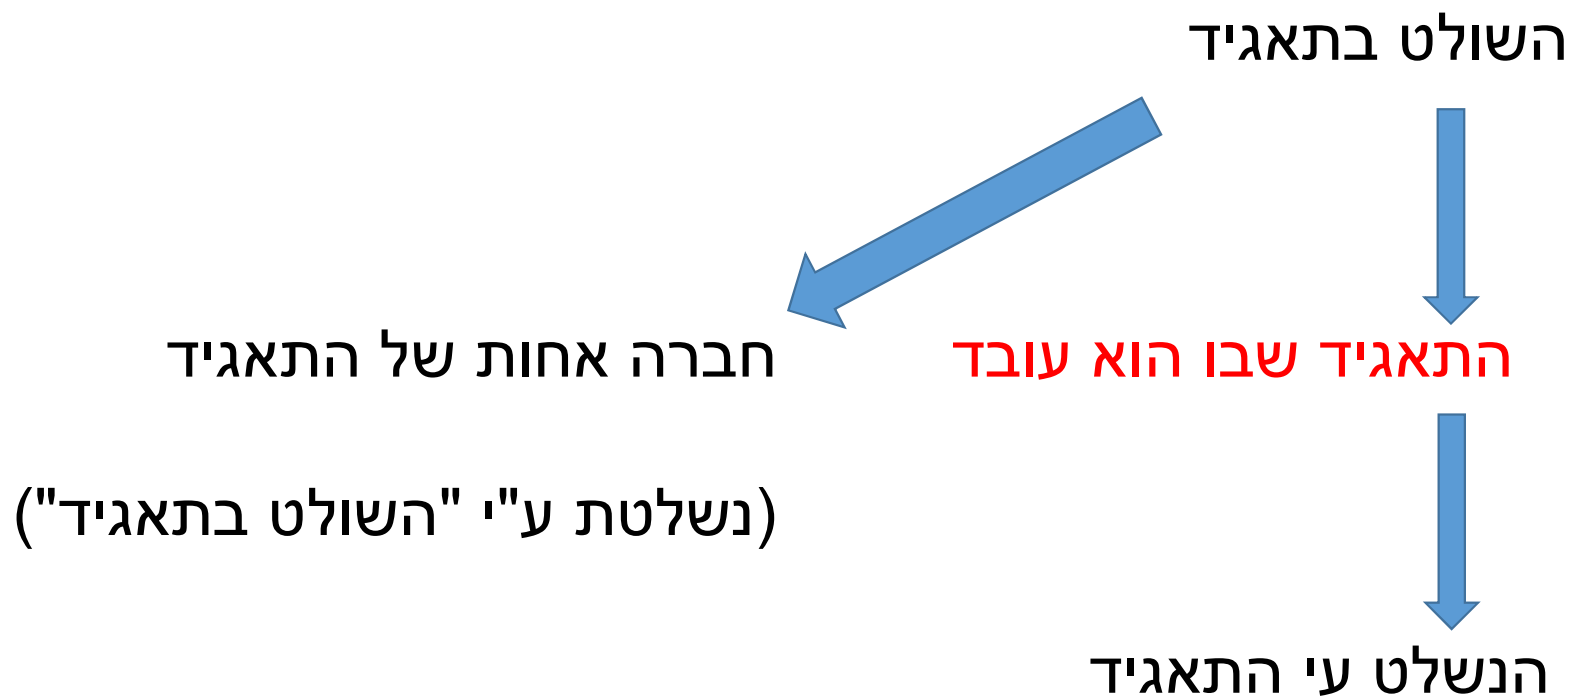 השולט בתאגיד
התאגיד שבו הוא עובד
חברה אחות של התאגיד
(נשלטת ע"י "השולט בתאגיד")
הנשלט עי התאגיד